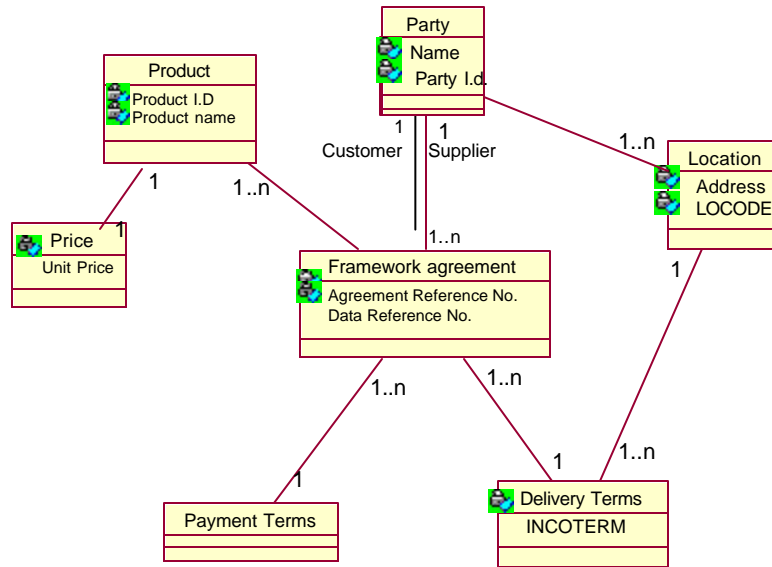 Party
Name
Party I.d.
Product
Product I.D
Product name
1
1
Customer
Supplier
1..n
Location
Address
LOCODE
1
1..n
1
Price
Unit Price
1..n
Framework agreement
Agreement Reference No.
Data Reference No.
1
1..n
1..n
1
1
1..n
Payment Terms
Delivery Terms
INCOTERM